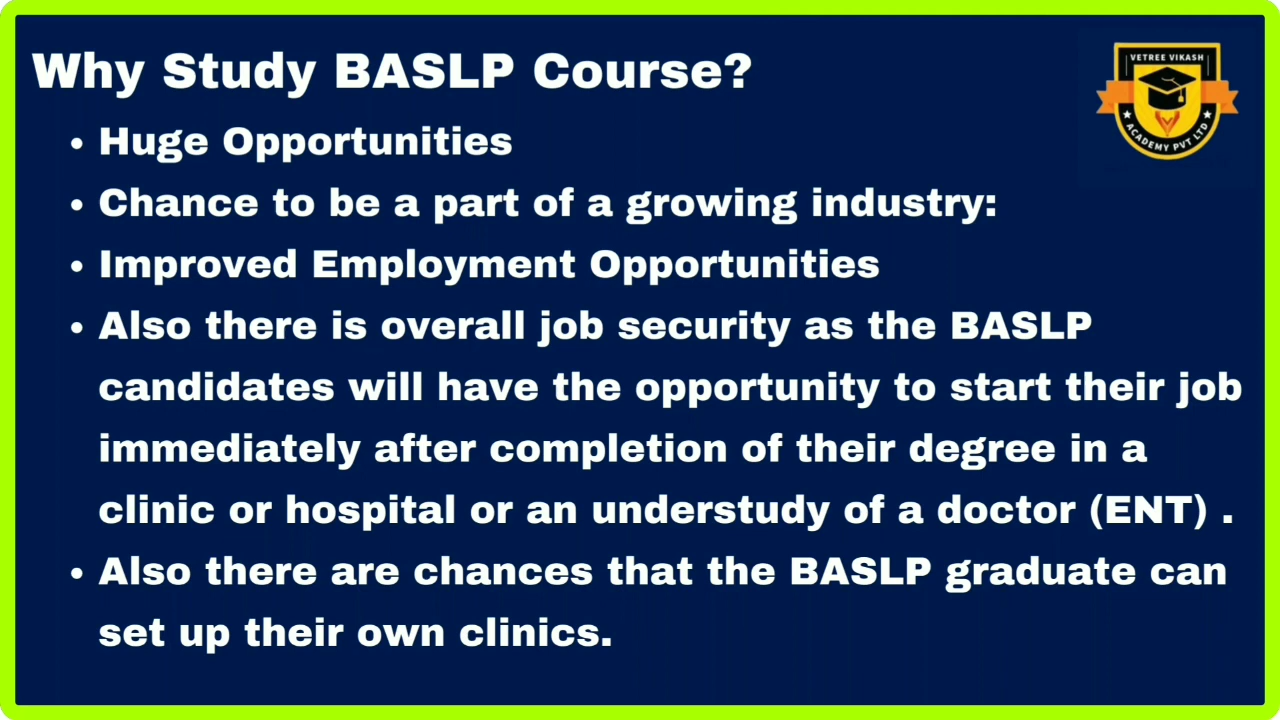 Why Study BASLP Course?
VETREE VIKASH
ACADEMY PVT LTD
• Huge Opportunities
• Chance to be a part of a growing industry:
• Improved Employment Opportunities
• Also there is overall job security as the BASLP
candidates will have the opportunity to start their job
immediately after completion of their degree in a
clinic or hospital or an understudy of a doctor (ENT) .
• Also there are chances that the BASLP graduate can
set up their own clinics.